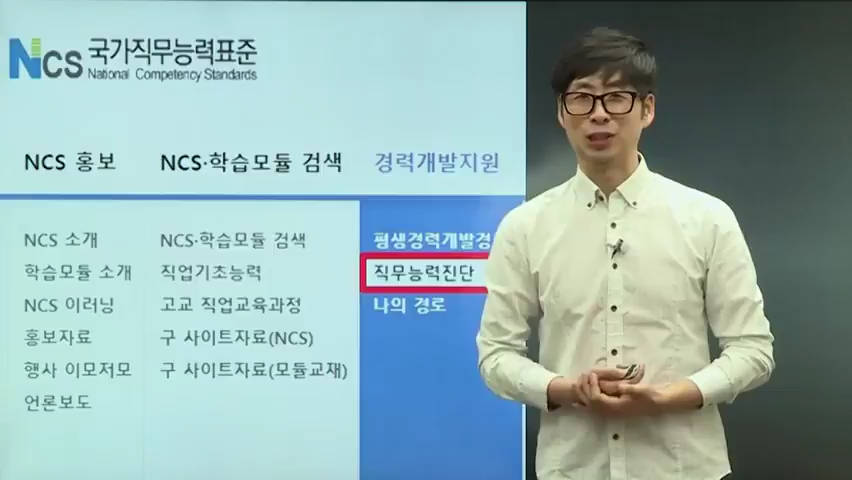 NCS 국가직무능력표준
National Competency Standards
NCS 홍보
NCS·학습모듈 검색
경력개발지원
NCS 소개
학습모듈 소개
NCS 이러닝
홍보자료
행사 이모저모
언론보도
NCS·학습모듈 검색
직업기초능력
고교 직업교육과정
구 사이트자료(NCS)
구 사이트자료(모듈교재)
평생경력개발경
직무능력진단
나의 경로